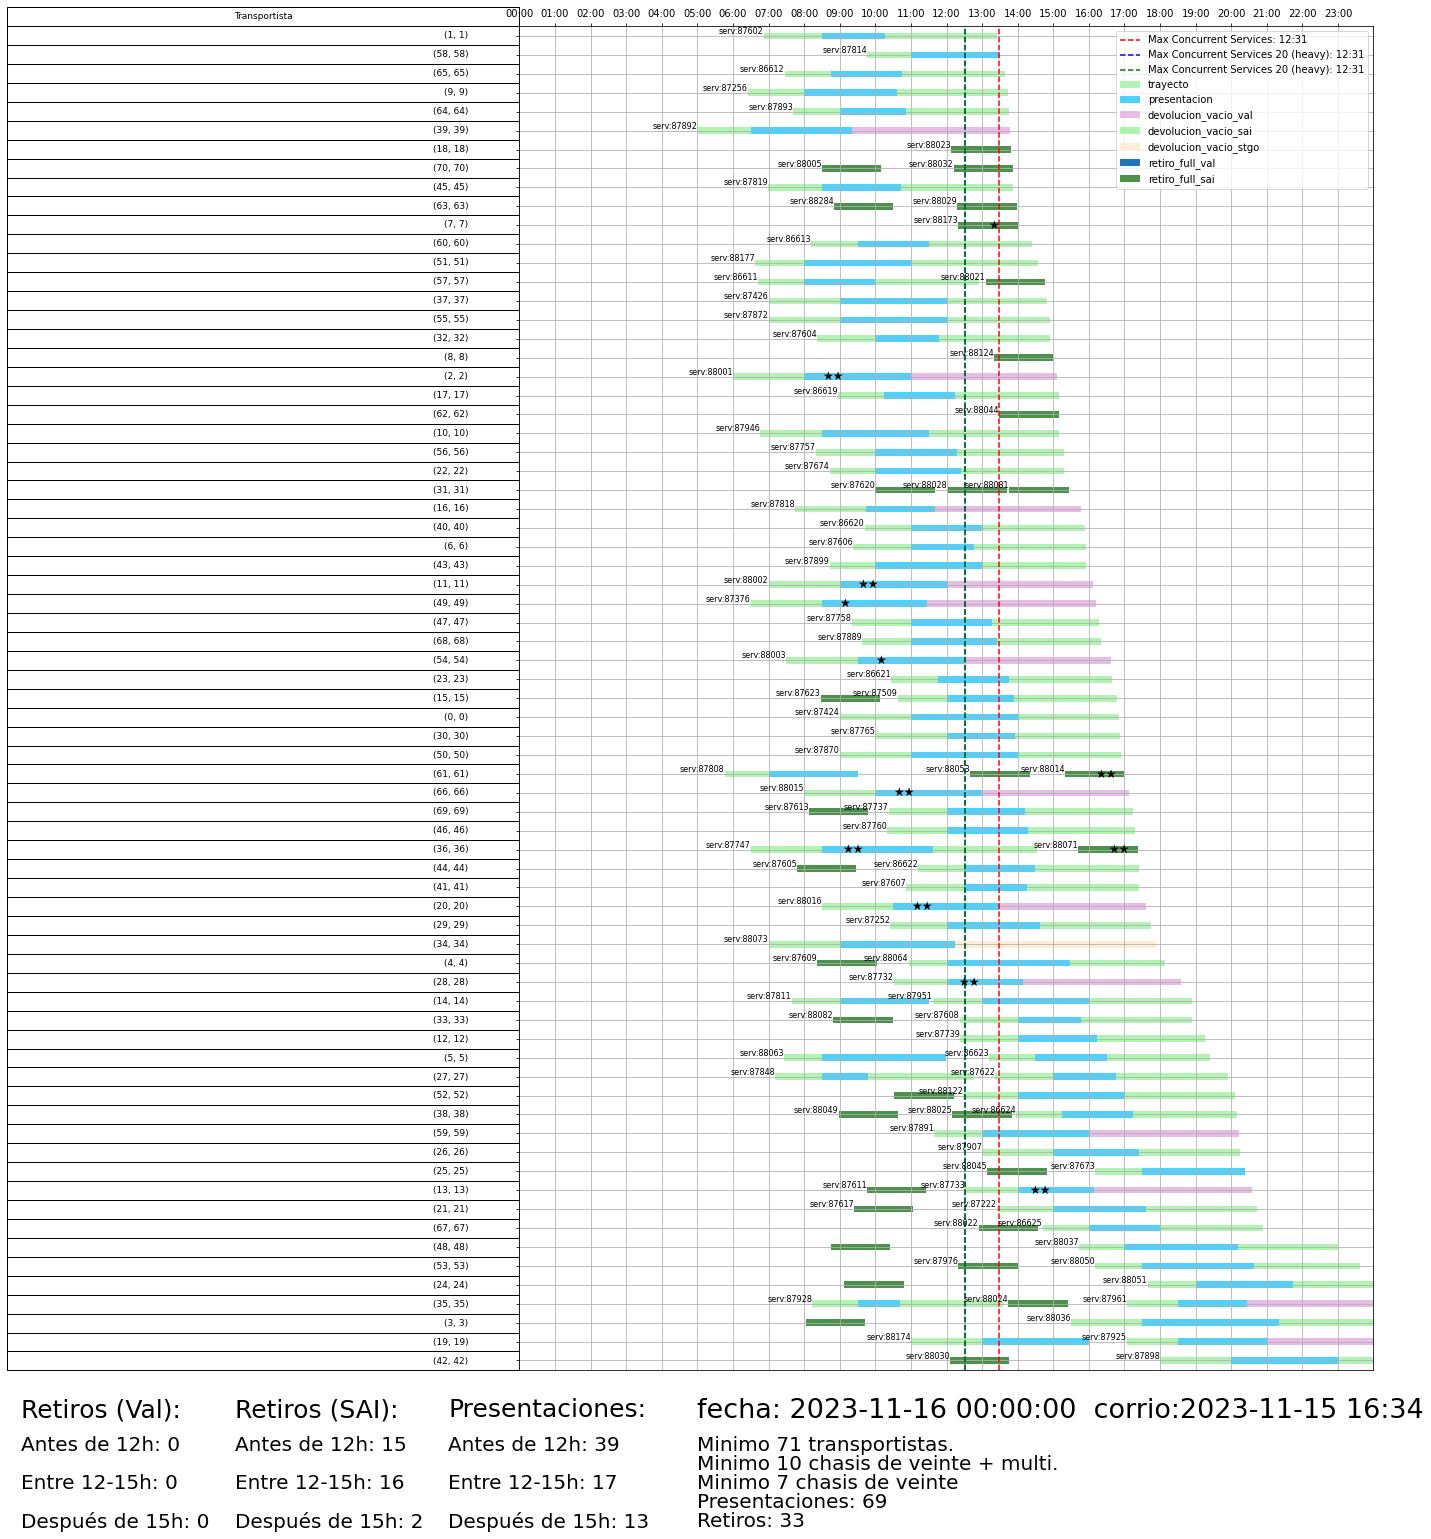 Transportista 00:00 01:00 02:00 03:00 04:00 05:00 06:00 07:00 08:00 09:00 10:00 11:00 12:00 13:00 14:00 15:00 16:00 17:00 18:00 19:00 20:00 21:00 22:00 23:00
Max Concurrent Services: 12:31
Max Concurrent Services 20 (heavy): 12:31
Max Concurrent Services 20 (heavy): 12:31
trayecto
presentacion
devolucion_vacio_val
devolucion_vacio_sai
devolucion_vacio_stgo
retiro_full_val
retiro_full_sai
(1, 1) serv:87602
(58, 58) serv:87814
(65, 65) serv:86612
(9, 9) serv:87256
(64, 64) serv:87893
(39, 39) serv:87892
(18, 18) serv:88023
(70, 70) serv:88005 serv:88032
(45, 45) serv:87819
(63, 63) serv:88284 serv:88029
(7, 7) serv:88173
(60, 60) serv:86613
(51, 51) serv:88177
(57, 57) serv:86611 serv:88021
(37, 37) serv:87426
(55, 55) serv:87872
(32, 32) serv:87604
(8, 8) serv:88124
(2, 2) serv:88001
(17, 17) serv:86619
(62, 62) serv:88044
(10, 10) serv:87946
(56, 56) serv:87757
(22, 22) serv:87674
(31, 31) serv:87620 serv:88028 serv:88081
(16, 16) serv:87818
(40, 40) serv:86620
(6, 6) serv:87606
(43, 43) serv:87899
(11, 11) serv:88002
(49, 49) serv:87376
(47, 47) serv:87758
(68, 68) serv:87889
(54, 54) serv:88003
(23, 23) serv:86621
(15, 15) serv:87623 serv:87509
(0, 0) serv:87424
(30, 30) serv:87765
(50, 50) serv:87870
(61, 61) serv:87808 serv:88053 serv:88014
(66, 66) serv:88015
(69, 69) serv:87613 serv:87737
(46, 46) serv:87760
(36, 36) serv:87747 serv:88071
(44, 44) serv:87605 serv:86622
(41, 41) serv:87607
(20, 20) serv:88016
(29, 29) serv:87252
(34, 34) serv:88073
(4, 4) serv:87609 serv:88064
(28, 28) serv:87732
(14, 14) serv:87811 serv:87951
(33, 33) serv:88082 serv:87608
(12, 12) serv:87739
(5, 5) serv:88063 serv:86623
(27, 27) serv:87848 serv:87622
(52, 52) serv:88122
(38, 38) serv:88049 serv:88025 serv:86624
(59, 59) serv:87891
(26, 26) serv:87907
(25, 25) serv:88045 serv:87673
(13, 13) serv:87611 serv:87733
(21, 21) serv:87617 serv:87222
(67, 67) serv:88022 serv:86625
(48, 48) serv:88037
(53, 53) serv:87976 serv:88050
(24, 24) serv:88051
(35, 35) serv:87928 serv:88024 serv:87961
(3, 3) serv:88036
(19, 19) serv:88174 serv:87925
(42, 42) serv:88030 serv:87898
Retiros (Val): Retiros (SAI): Presentaciones: fecha: 2023-11-16 00:00:00 corrio:2023-11-15 16:34
Antes de 12h: 0 Antes de 12h: 15 Antes de 12h: 39 Minimo 71 transportistas.
Minimo 10 chasis de veinte + multi.
Entre 12-15h: 0 Entre 12-15h: 16 Entre 12-15h: 17 Minimo 7 chasis de veinte
Presentaciones: 69
Después de 15h: 0 Después de 15h: 2 Después de 15h: 13 Retiros: 33